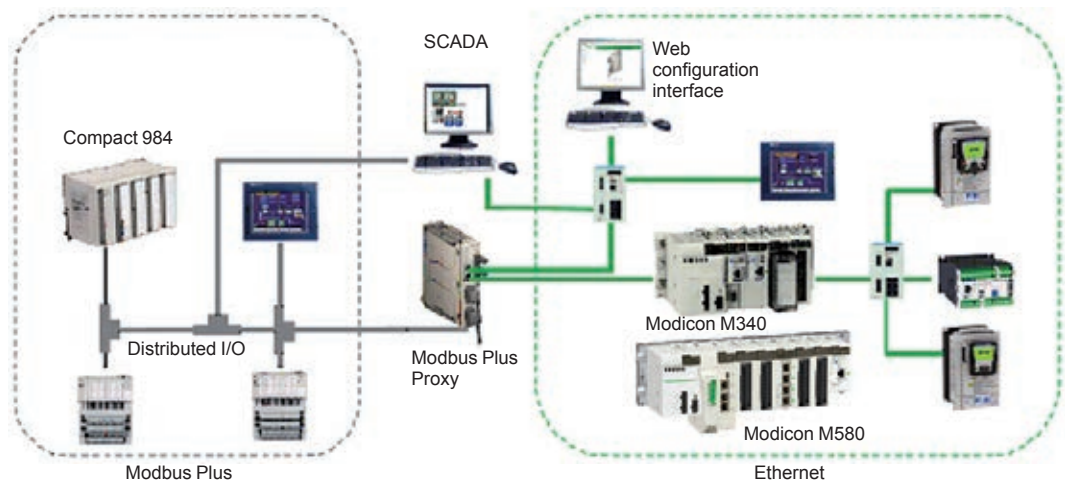 SCADA
Web
configuration
interface
Compact 984
Distributed I/O
Modbus Plus
Proxy
Modicon M340
Modicon M580
Modbus Plus
Ethernet